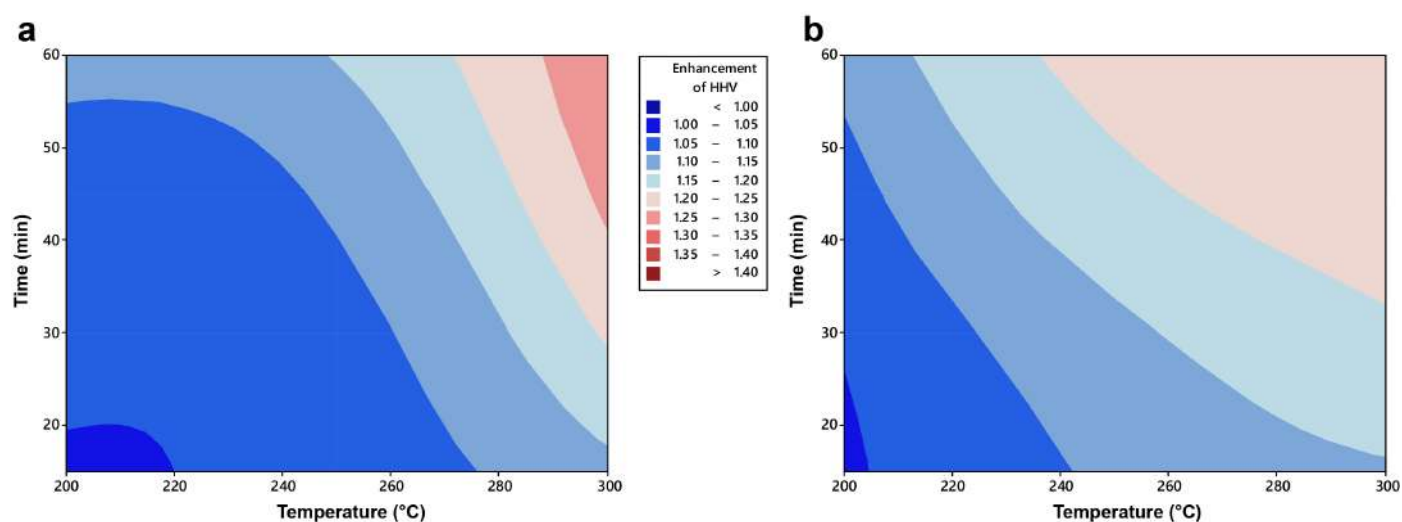 a
60
50
40
30
20
Time (min)
200 220 240 260 280 300
Temperature (°C)
Enhancement
of HHV
< 1.00
1.00 – 1.05
1.05 – 1.10
1.10 – 1.15
1.15 – 1.20
1.20 – 1.25
1.25 – 1.30
1.30 – 1.35
1.35 – 1.40
> 1.40
b
60
50
40
30
20
Time (min)
200 220 240 260 280 300
Temperature (°C)